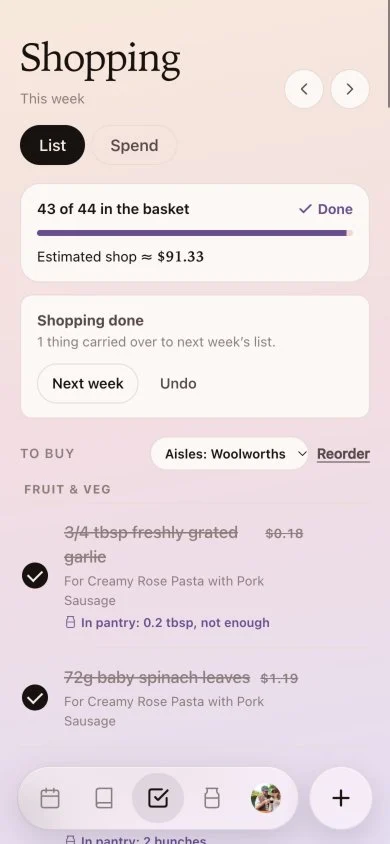 Shopping
This week
List Spend
43 of 44 in the basket Done
Estimated shop ≈ $91.33
Shopping done
1 thing carried over to next week's list.
Next week Undo
TO BUY Aisles: Woolworths Reorder
FRUIT & VEG
3/4 tbsp freshly grated $0.18
garlic
For Creamy Rose Pasta with Pork
Sausage
In pantry: 0.2 tbsp, not enough
72g baby spinach leaves $1.19
For Creamy Rose Pasta with Pork
Sausage
In pantry: 2 bunches